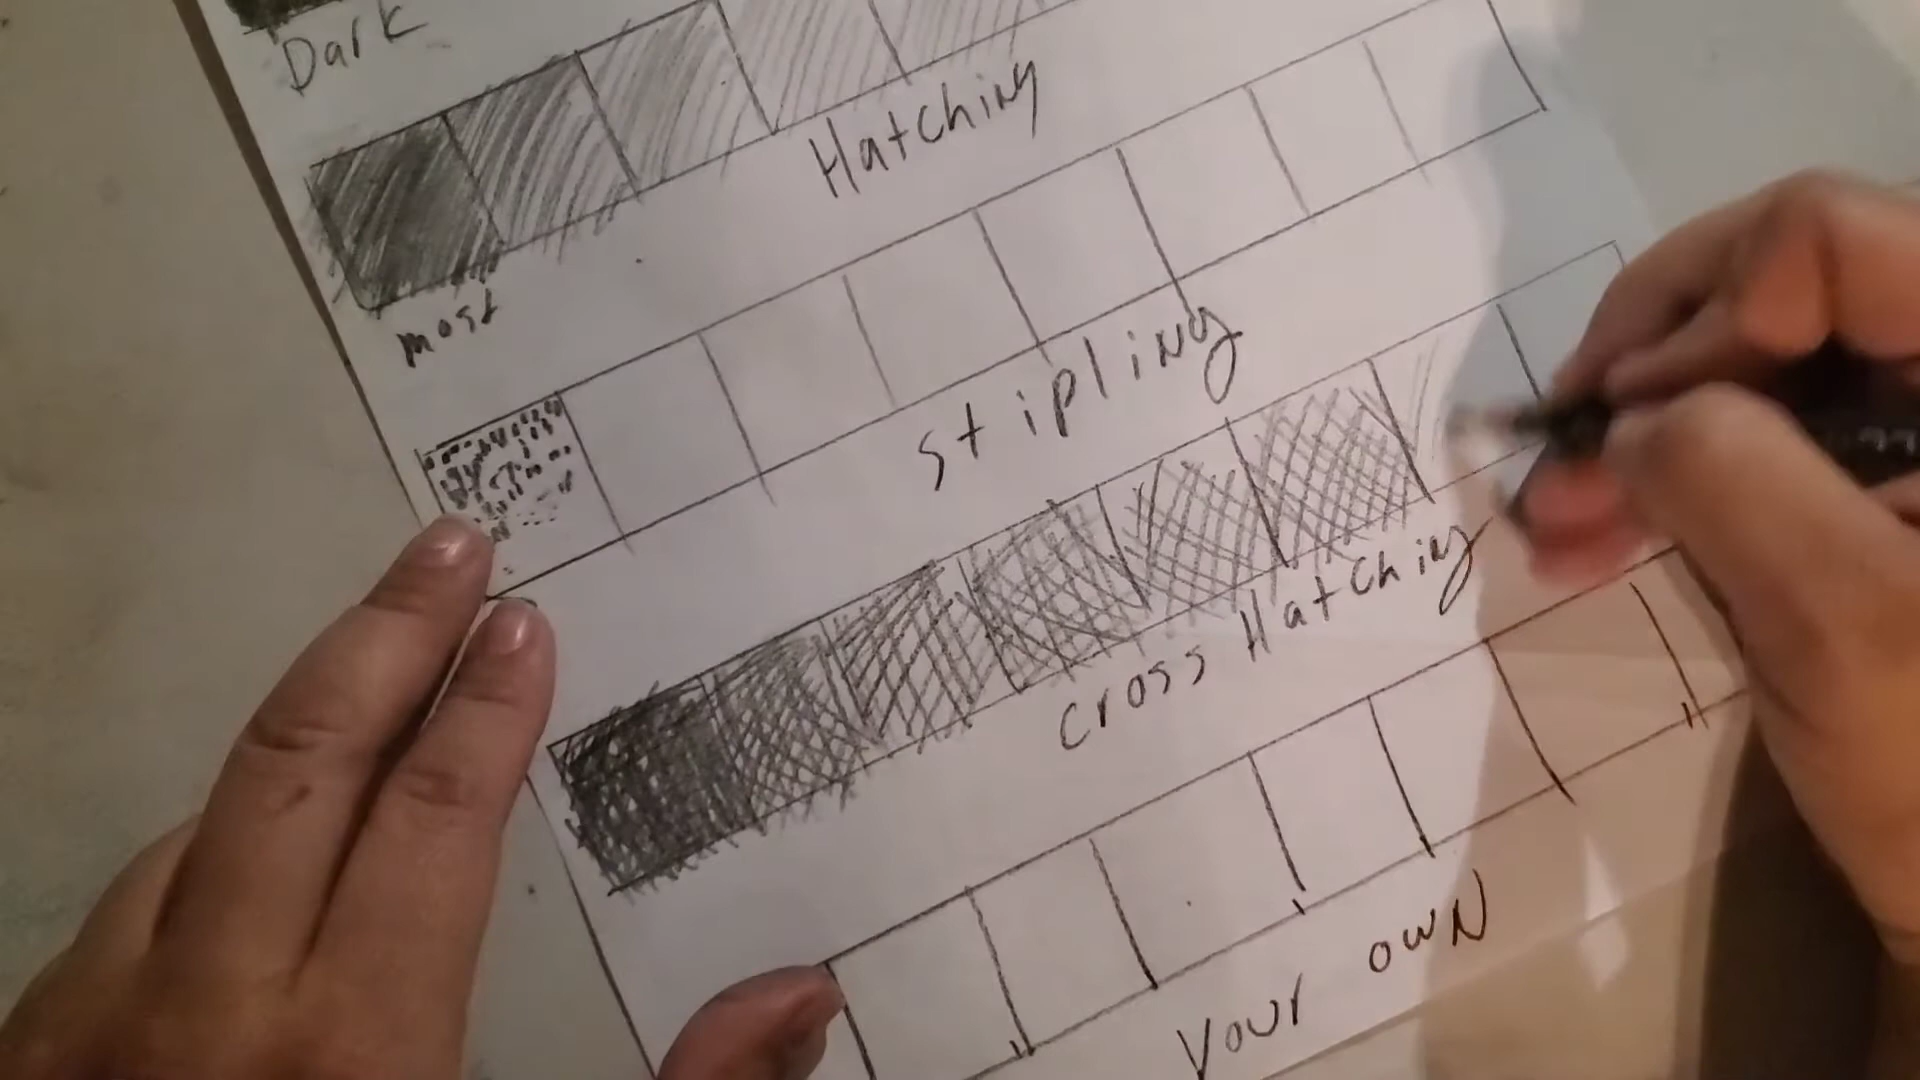 Dark
Hatching
most
stipling
Cross Hatching
Your own